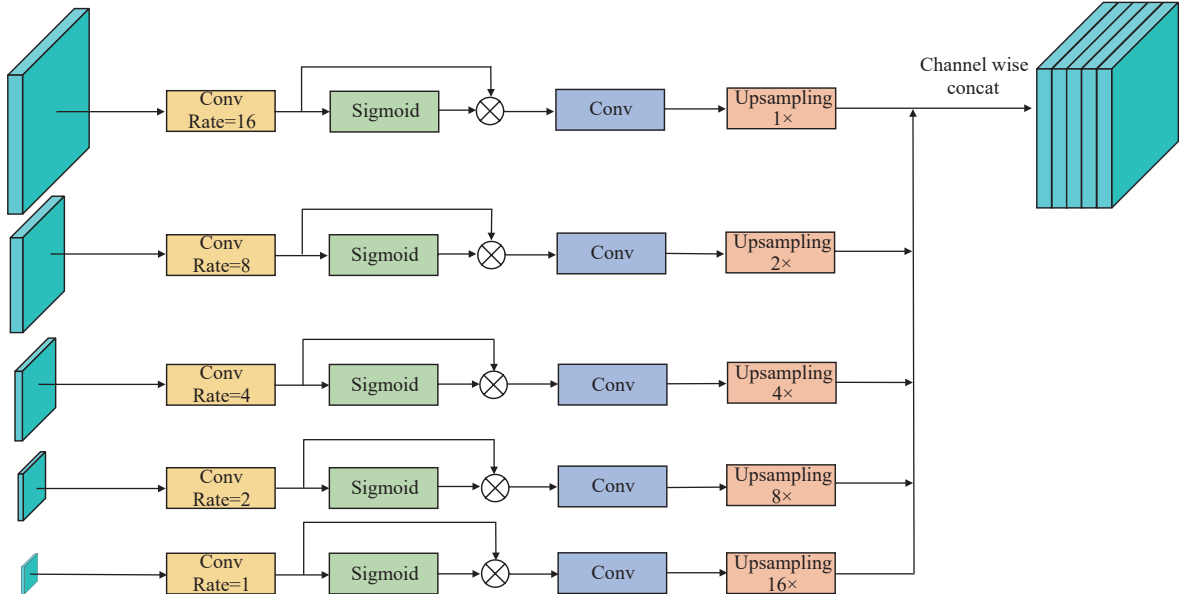 Channel wise
concat
Conv
Rate=16
Sigmoid
Conv
Upsampling
1×
Conv
Rate=8
Sigmoid
Conv
Upsampling
2×
Conv
Rate=4
Sigmoid
Conv
Upsampling
4×
Conv
Rate=2
Sigmoid
Conv
Upsampling
8×
Conv
Rate=1
Sigmoid
Conv
Upsampling
16×